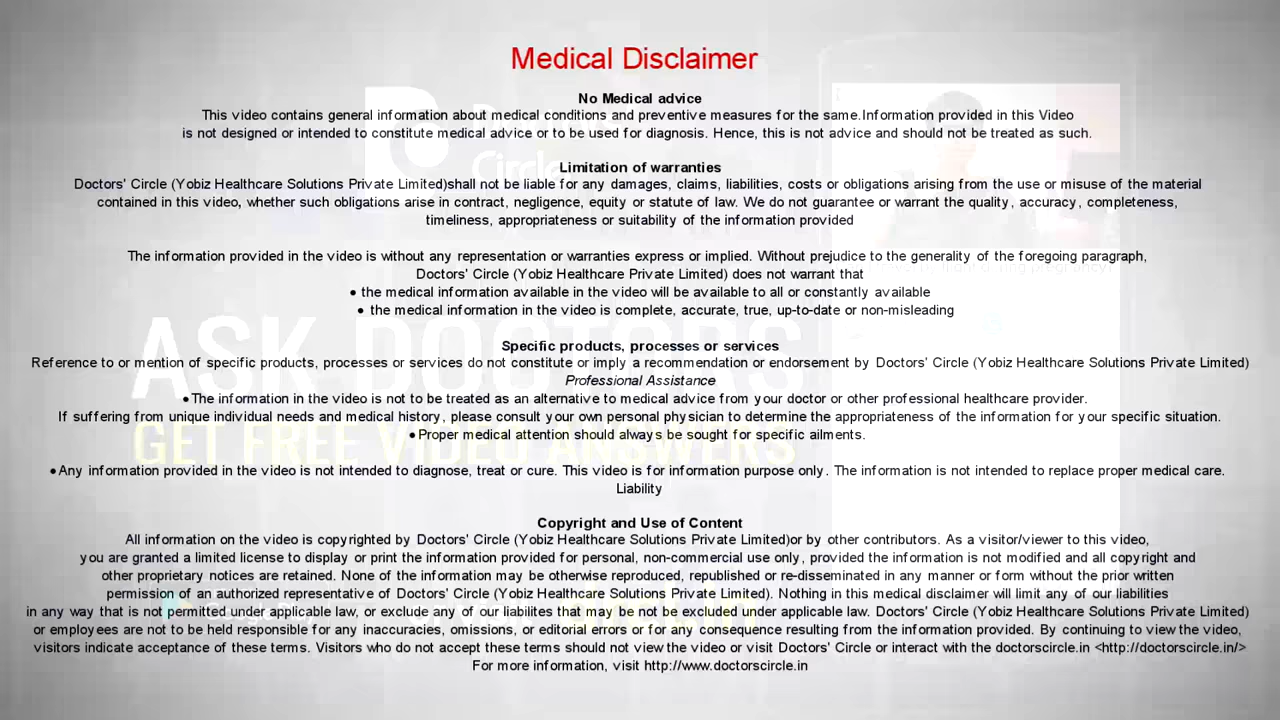 Medical Disclaimer
No Medical advice
This video contains general information about medical conditions and preventive measures for the same.Information provided in this Video
is not designed or intended to constitute medical advice or to be used for diagnosis. Hence, this is not advice and should not be treated as such.
Limitation of warranties
Doctors' Circle (Yobiz Healthcare Solutions Private Limited)shall not be liable for any damages, claims, liabilities, costs or obligations arising from the use or misuse of the material
contained in this video, whether such obligations arise in contract, negligence, equity or statute of law. We do not guarantee or warrant the quality, accuracy, completeness,
timeliness, appropriateness or suitability of the information provided
The information provided in the video is without any representation or warranties express or implied. Without prejudice to the generality of the foregoing paragraph,
Doctors' Circle (Yobiz Healthcare Private Limited) does not warrant that
• the medical information available in the video will be available to all or constantly available
• the medical information in the video is complete, accurate, true, up-to-date or non-misleading
Specific products, processes or services
Reference to or mention of specific products, processes or services do not constitute or imply a recommendation or endorsement by Doctors' Circle (Yobiz Healthcare Solutions Private Limited)
Professional Assistance
•The information in the video is not to be treated as an alternative to medical advice from your doctor or other professional healthcare provider.
If suffering from unique individual needs and medical history, please consult your own personal physician to determine the appropriateness of the information for your specific situation.
•Proper medical attention should always be sought for specific ailments.
•Any information provided in the video is not intended to diagnose, treat or cure. This video is for information purpose only. The information is not intended to replace proper medical care.
Liability
Copyright and Use of Content
All information on the video is copyrighted by Doctors' Circle (Yobiz Healthcare Solutions Private Limited)or by other contributors. As a visitor/viewer to this video,
you are granted a limited license to display or print the information provided for personal, non-commercial use only, provided the information is not modified and all copyright and
other proprietary notices are retained. None of the information may be otherwise reproduced, republished or re-disseminated in any manner or form without the prior written
permission of an authorized representative of Doctors' Circle (Yobiz Healthcare Solutions Private Limited). Nothing in this medical disclaimer will limit any of our liabilities
in any way that is not permitted under applicable law, or exclude any of our liabilites that may be not be excluded under applicable law. Doctors' Circle (Yobiz Healthcare Solutions Private Limited)
or employees are not to be held responsible for any inaccuracies, omissions, or editorial errors or for any consequence resulting from the information provided. By continuing to view the video,
visitors indicate acceptance of these terms. Visitors who do not accept these terms should not view the video or visit Doctors' Circle or interact with the doctorscircle.in <http://doctorscircle.in/>
For more information, visit http://www.doctorscircle.in
ASK DOCTORS
GET FREE VIDEO ANSWERS
Google Play